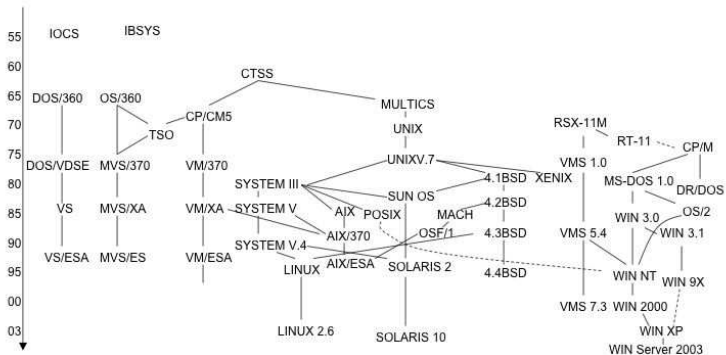 IOCS
IBSYS
55
60
CTSS
65
DOS/360
OS/360
MULTICS
CP/CM5
RSX-11M
70
TSO
UNIX
RT-11
CP/M
75
DOS/VDSE
MVS/370
VM/370
UNIXV.7
VMS 1.0
80
SYSTEM III
4.1BSD
XENIX
MS-DOS 1.0
SUN OS
DR/DOS
85
VS
MVS/XA
VM/XA
SYSTEM V
AIX
POSIX
MACH
4.2BSD
WIN 3.0
OS/2
90
AIX/370
OSF/1
4.3BSD
VMS 5.4
WIN 3.1
92
VS/ESA
MVS/ES
VM/ESA
SYSTEM V.4
AIX/ESA
LINUX
SOLARIS 2
4.4BSD
WIN NT
95
WIN 9X
00
VMS 7.3
WIN 2000
03
LINUX 2.6
SOLARIS 10
WIN XP
WIN Server 2003